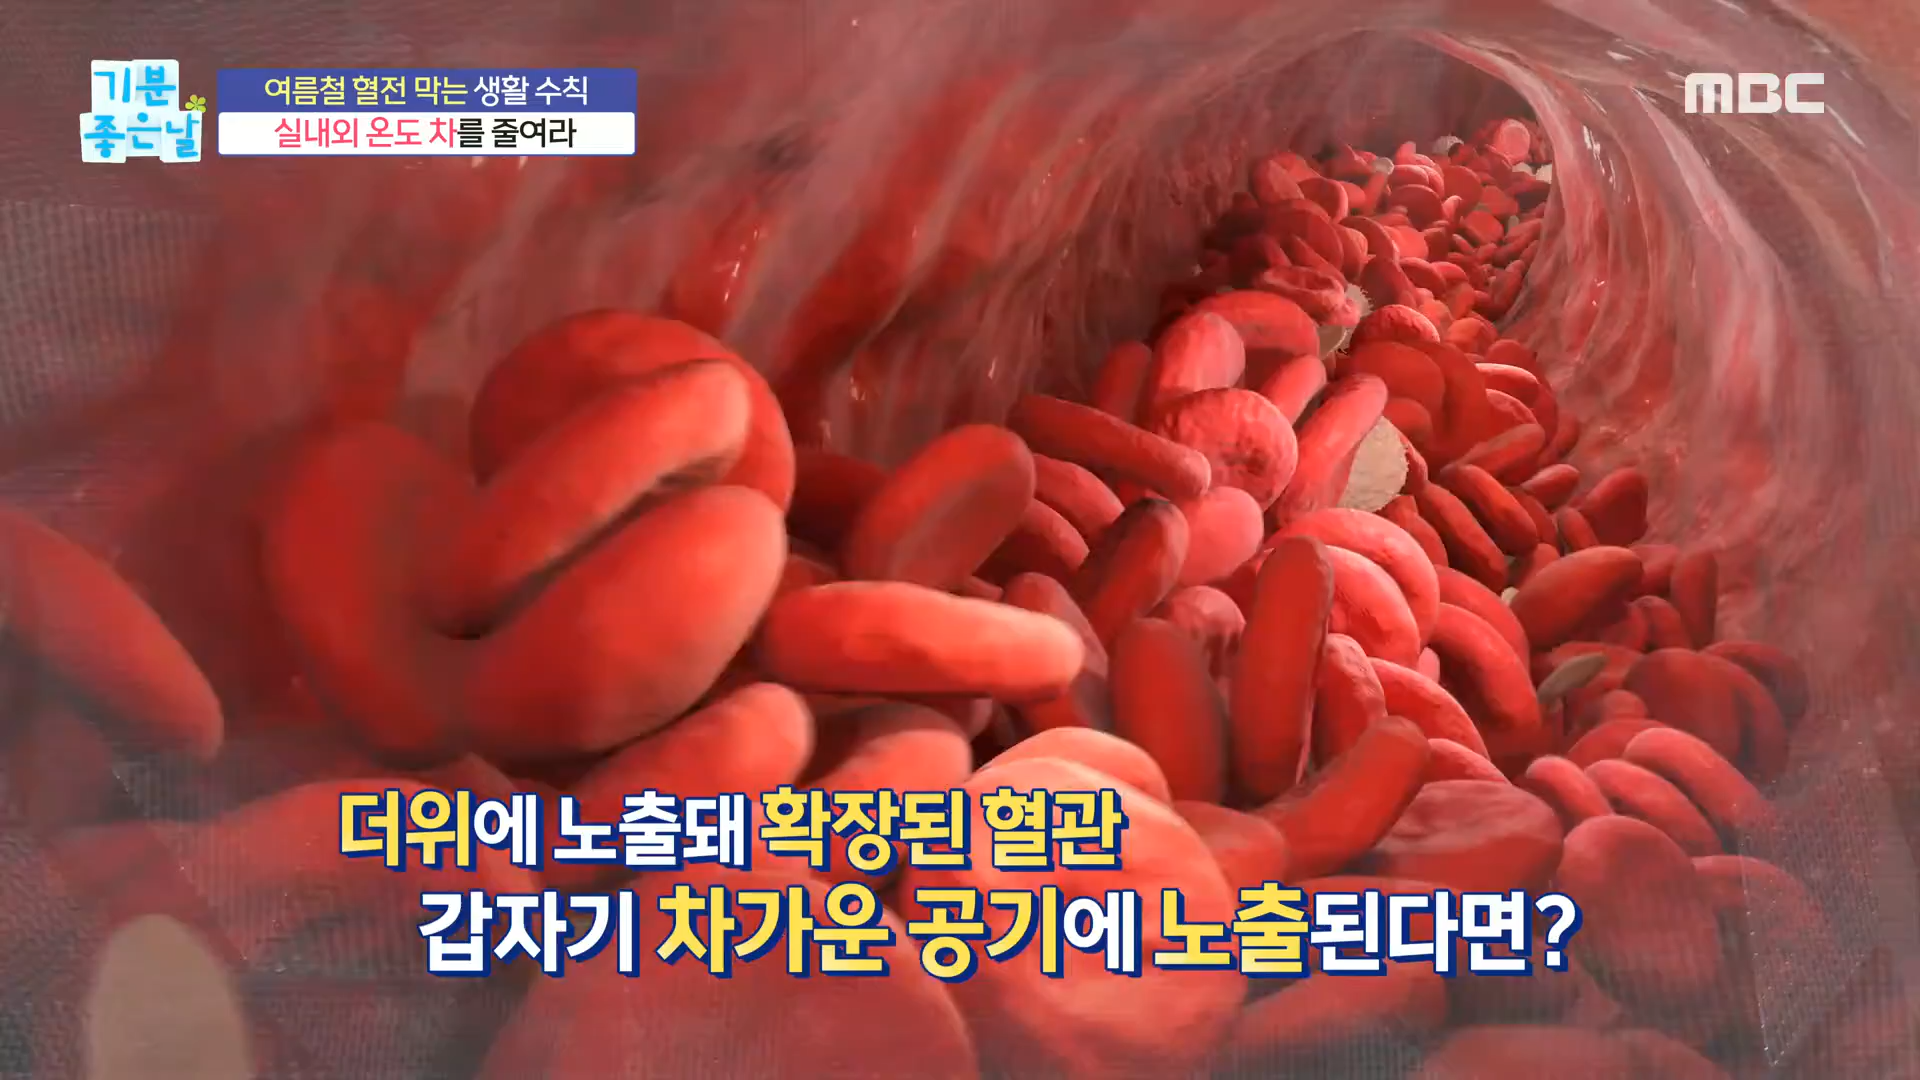 기분
좋은날
여름철 혈전 막는 생활 수칙
실내외 온도 차를 줄여라
MBC
더위에 노출돼 확장된 혈관
갑자기 차가운 공기에 노출된다면?